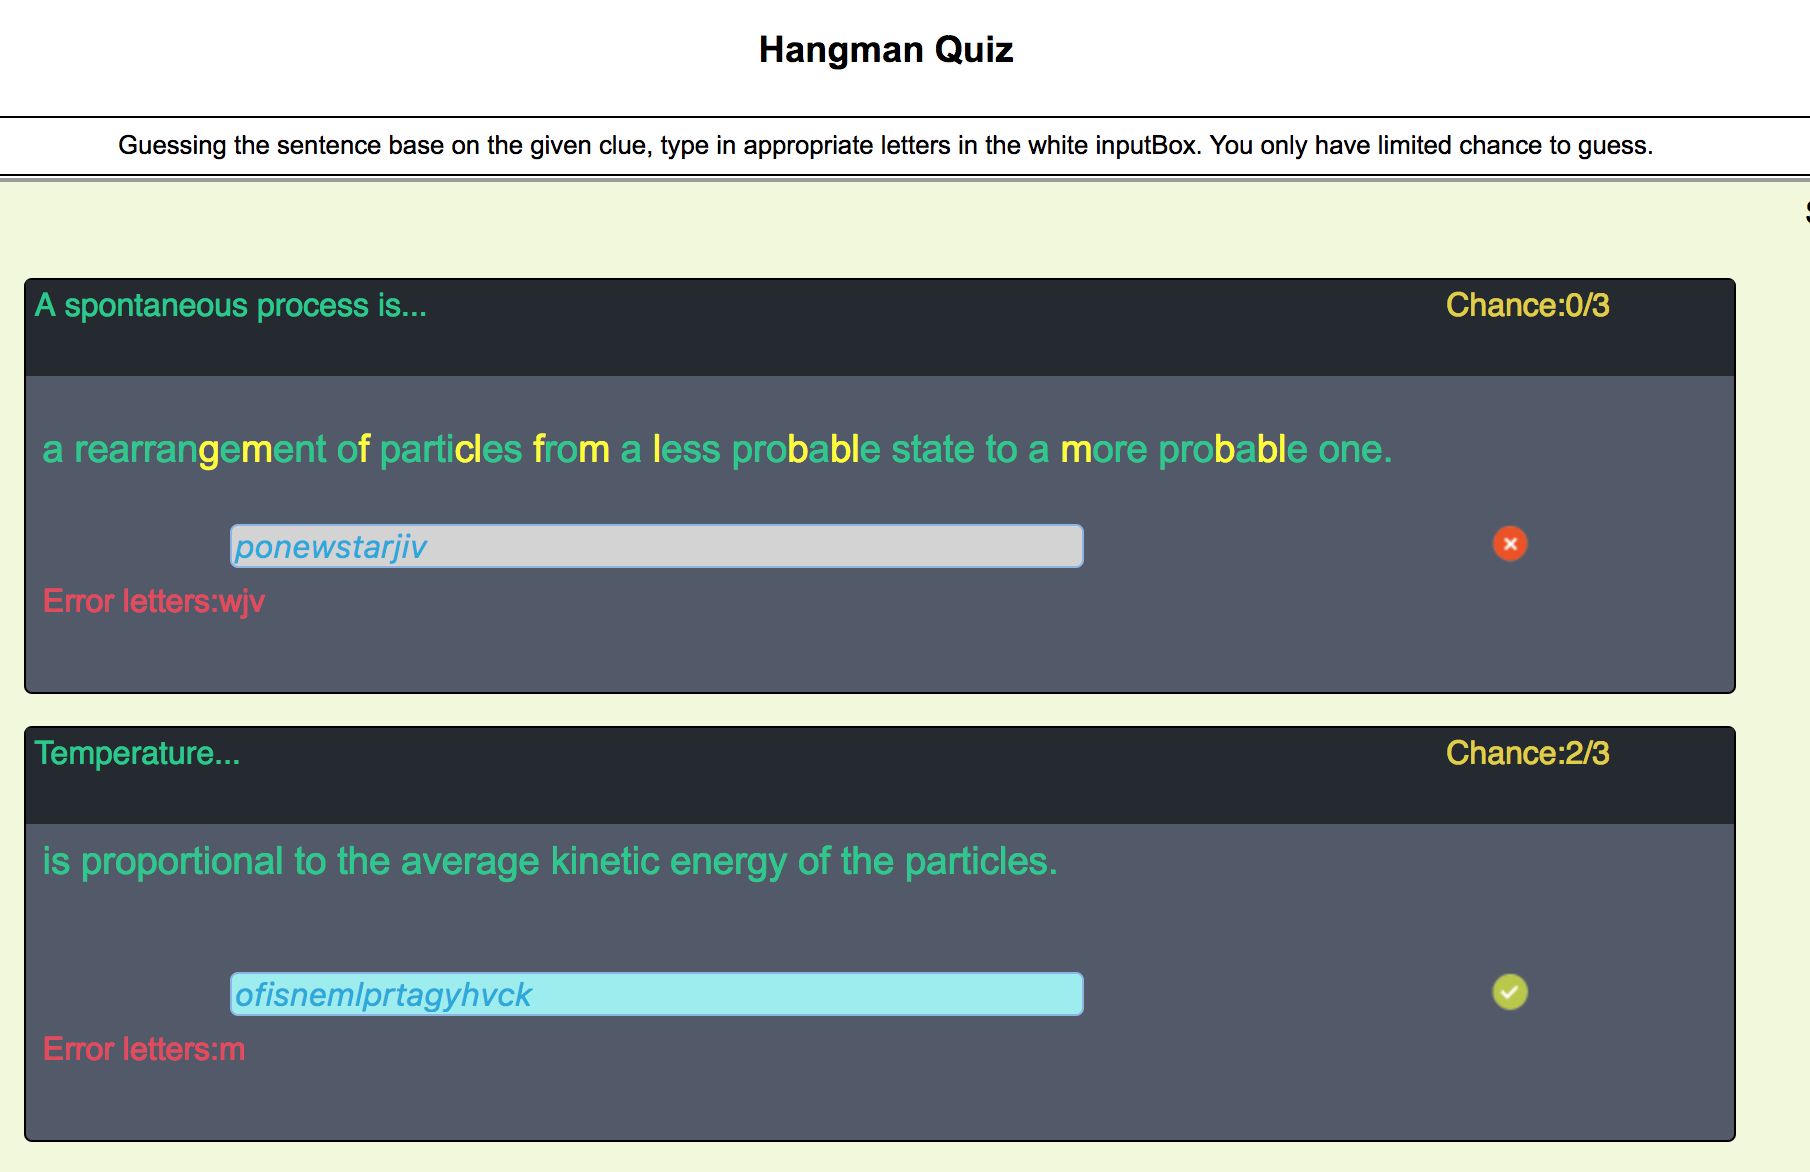 Hangman Quiz
Guessing the sentence base on the given clue, type in appropriate letters in the white inputBox. You only have limited chance to guess.
A spontaneous process is... Chance:0/3
a rearrangement of particles from a less probable state to a more probable one.
ponewstarjiv
Error letters:wjv
Temperature... Chance:2/3
is proportional to the average kinetic energy of the particles.
ofisnemlprtagyhvck
Error letters:m